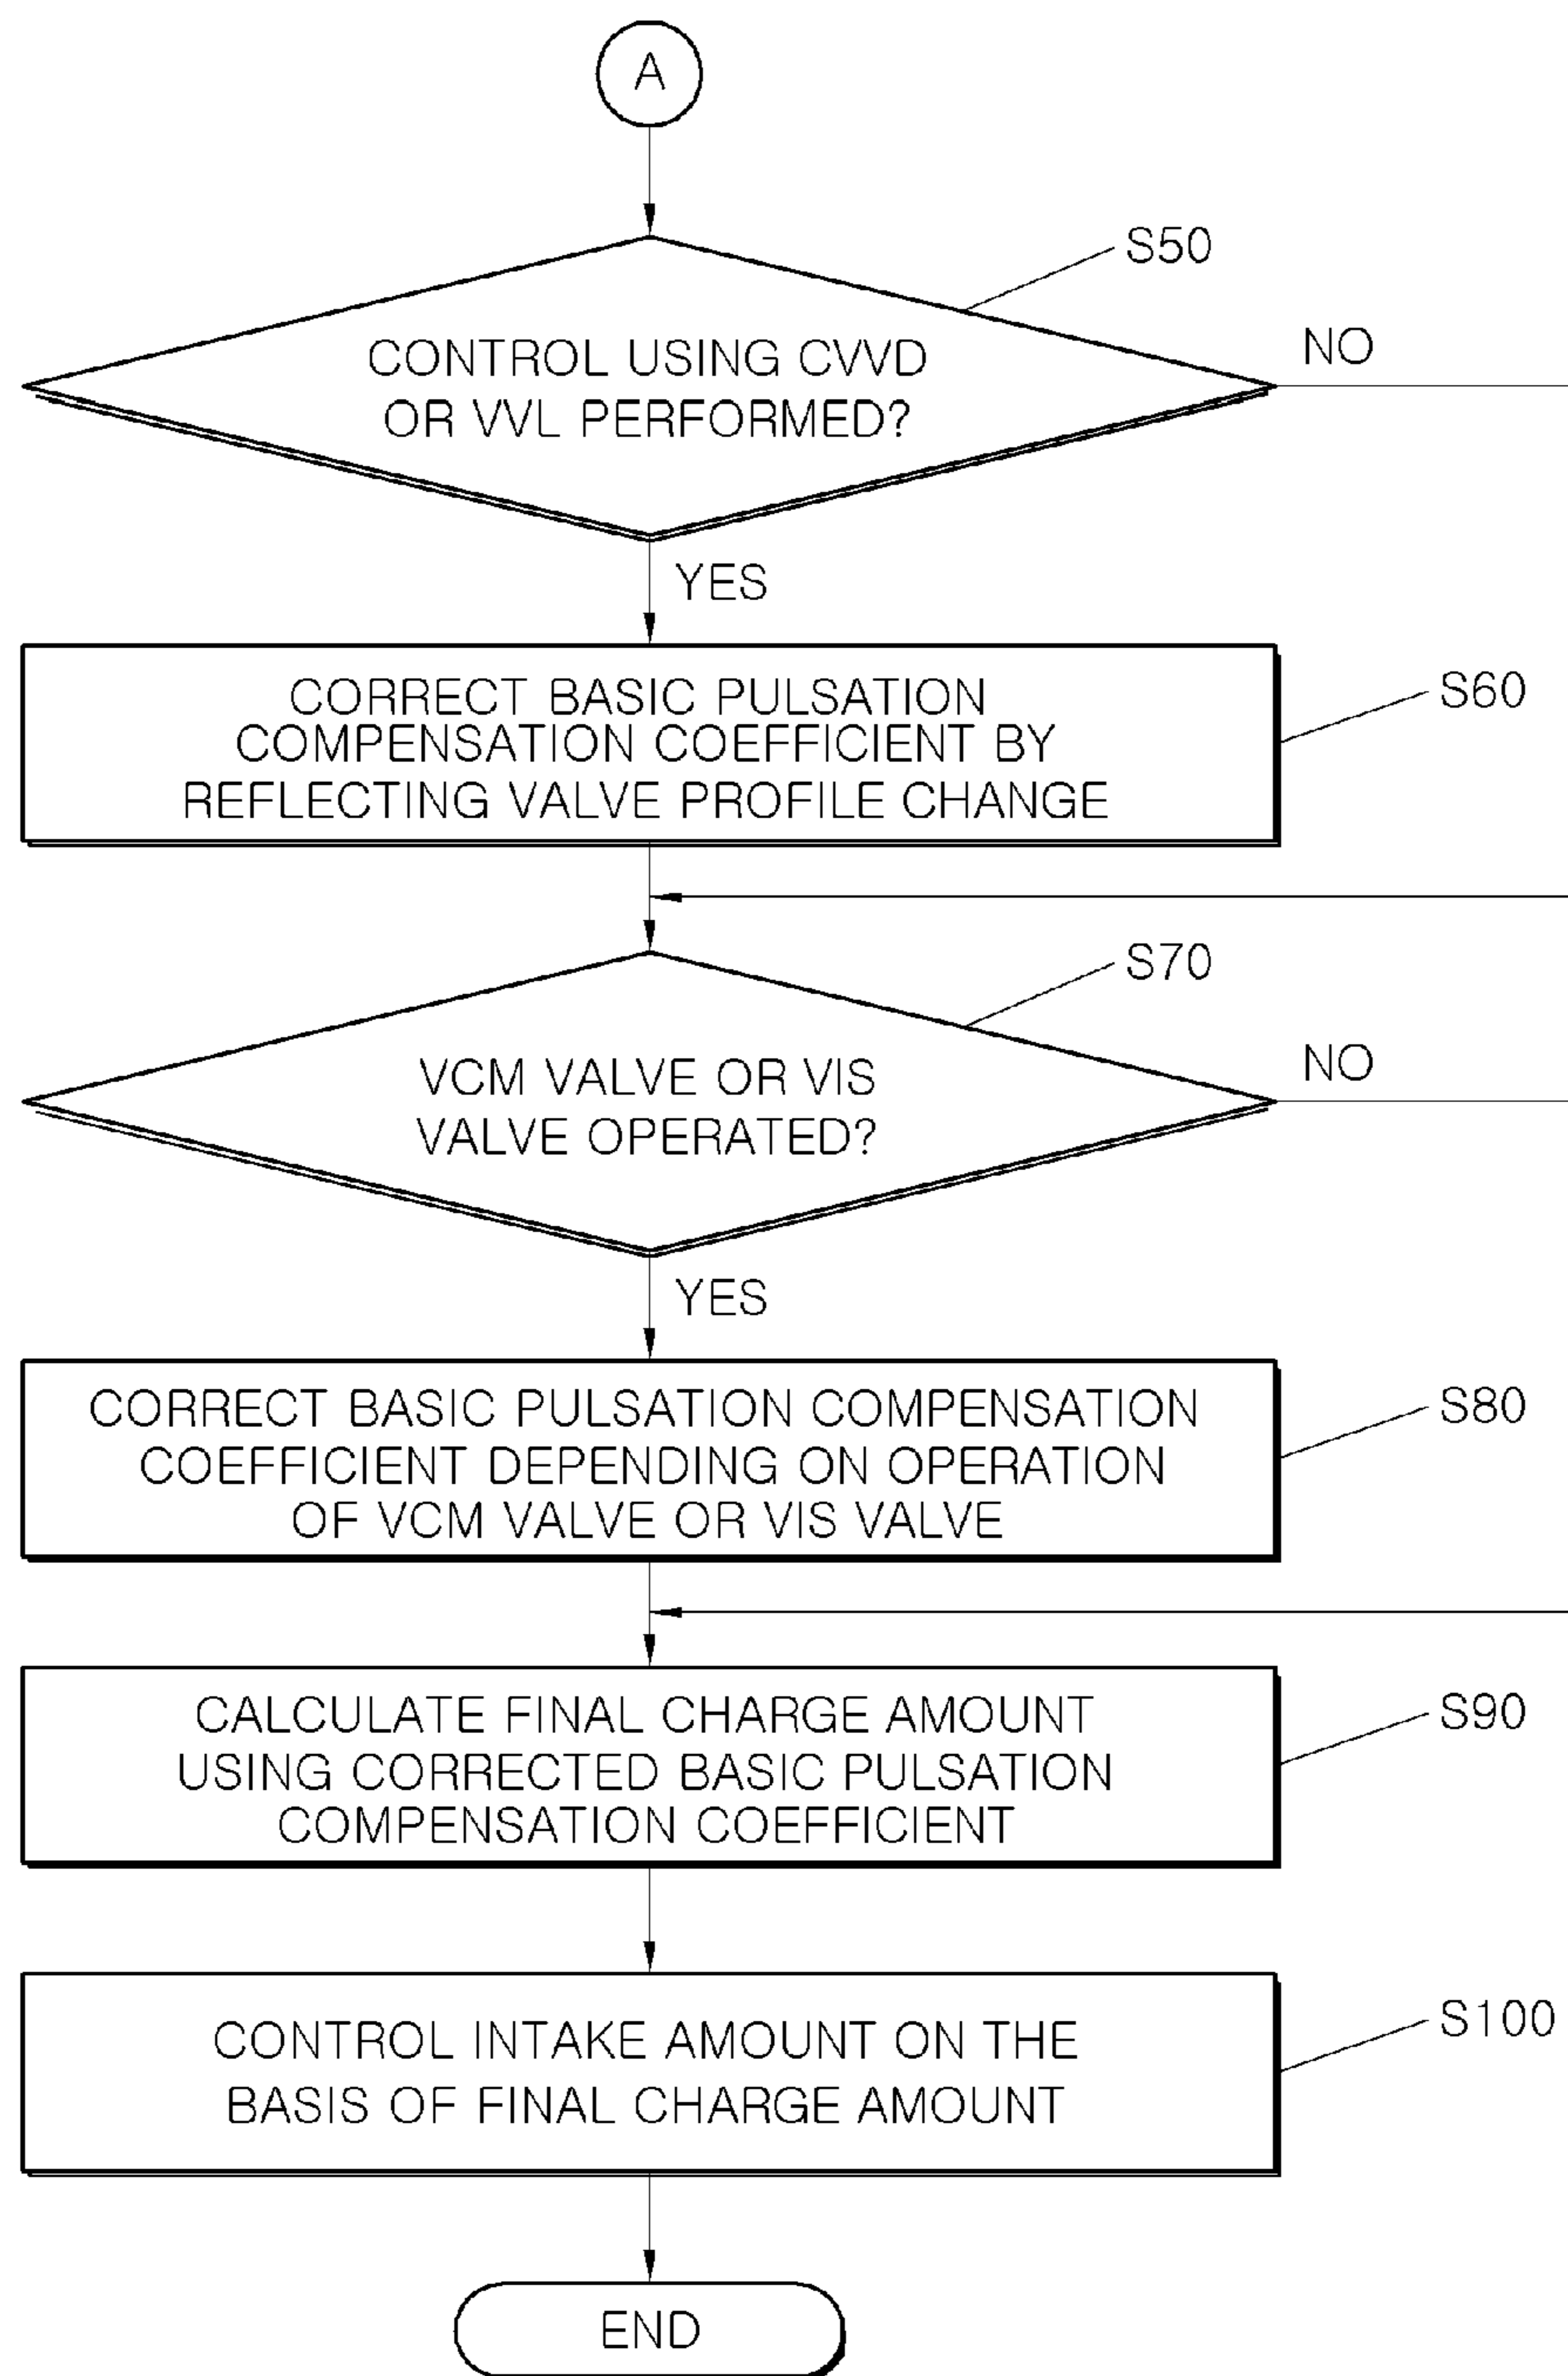 A
S50
CONTROL USING CVVD
OR VVL PERFORMED?
NO
YES
CORRECT BASIC PULSATION
COMPENSATION COEFFICIENT BY
REFLECTING VALVE PROFILE CHANGE
S60
S70
VCM VALVE OR VIS
VALVE OPERATED?
NO
YES
CORRECT BASIC PULSATION COMPENSATION
COEFFICIENT DEPENDING ON OPERATION
OF VCM VALVE OR VIS VALVE
S80
CALCULATE FINAL CHARGE AMOUNT
USING CORRECTED BASIC PULSATION
COMPENSATION COEFFICIENT
S90
CONTROL INTAKE AMOUNT ON THE
BASIS OF FINAL CHARGE AMOUNT
S100
END